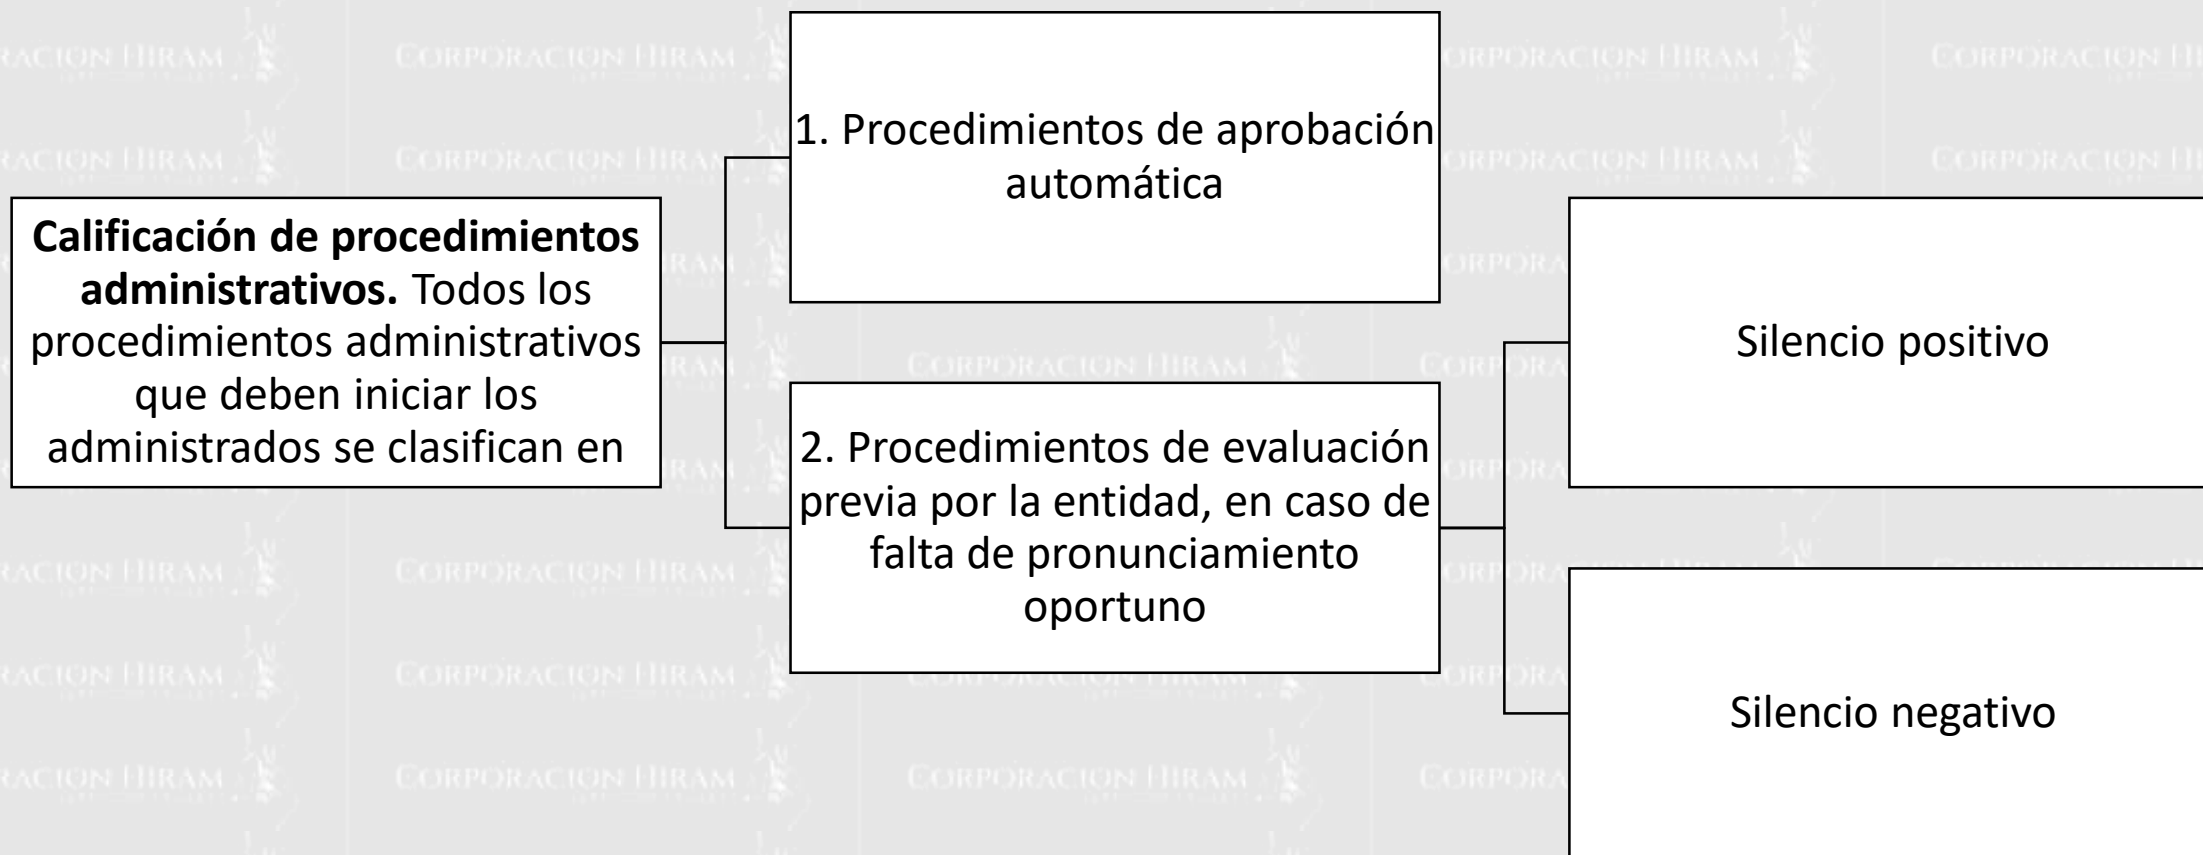 Calificación de procedimientos
administrativos. Todos los
procedimientos administrativos
que deben iniciar los
administrados se clasifican en
1. Procedimientos de aprobación
automática
2. Procedimientos de evaluación
previa por la entidad, en caso de
falta de pronunciamiento
oportuno
Silencio positivo
Silencio negativo
CORPORACION HIRAM